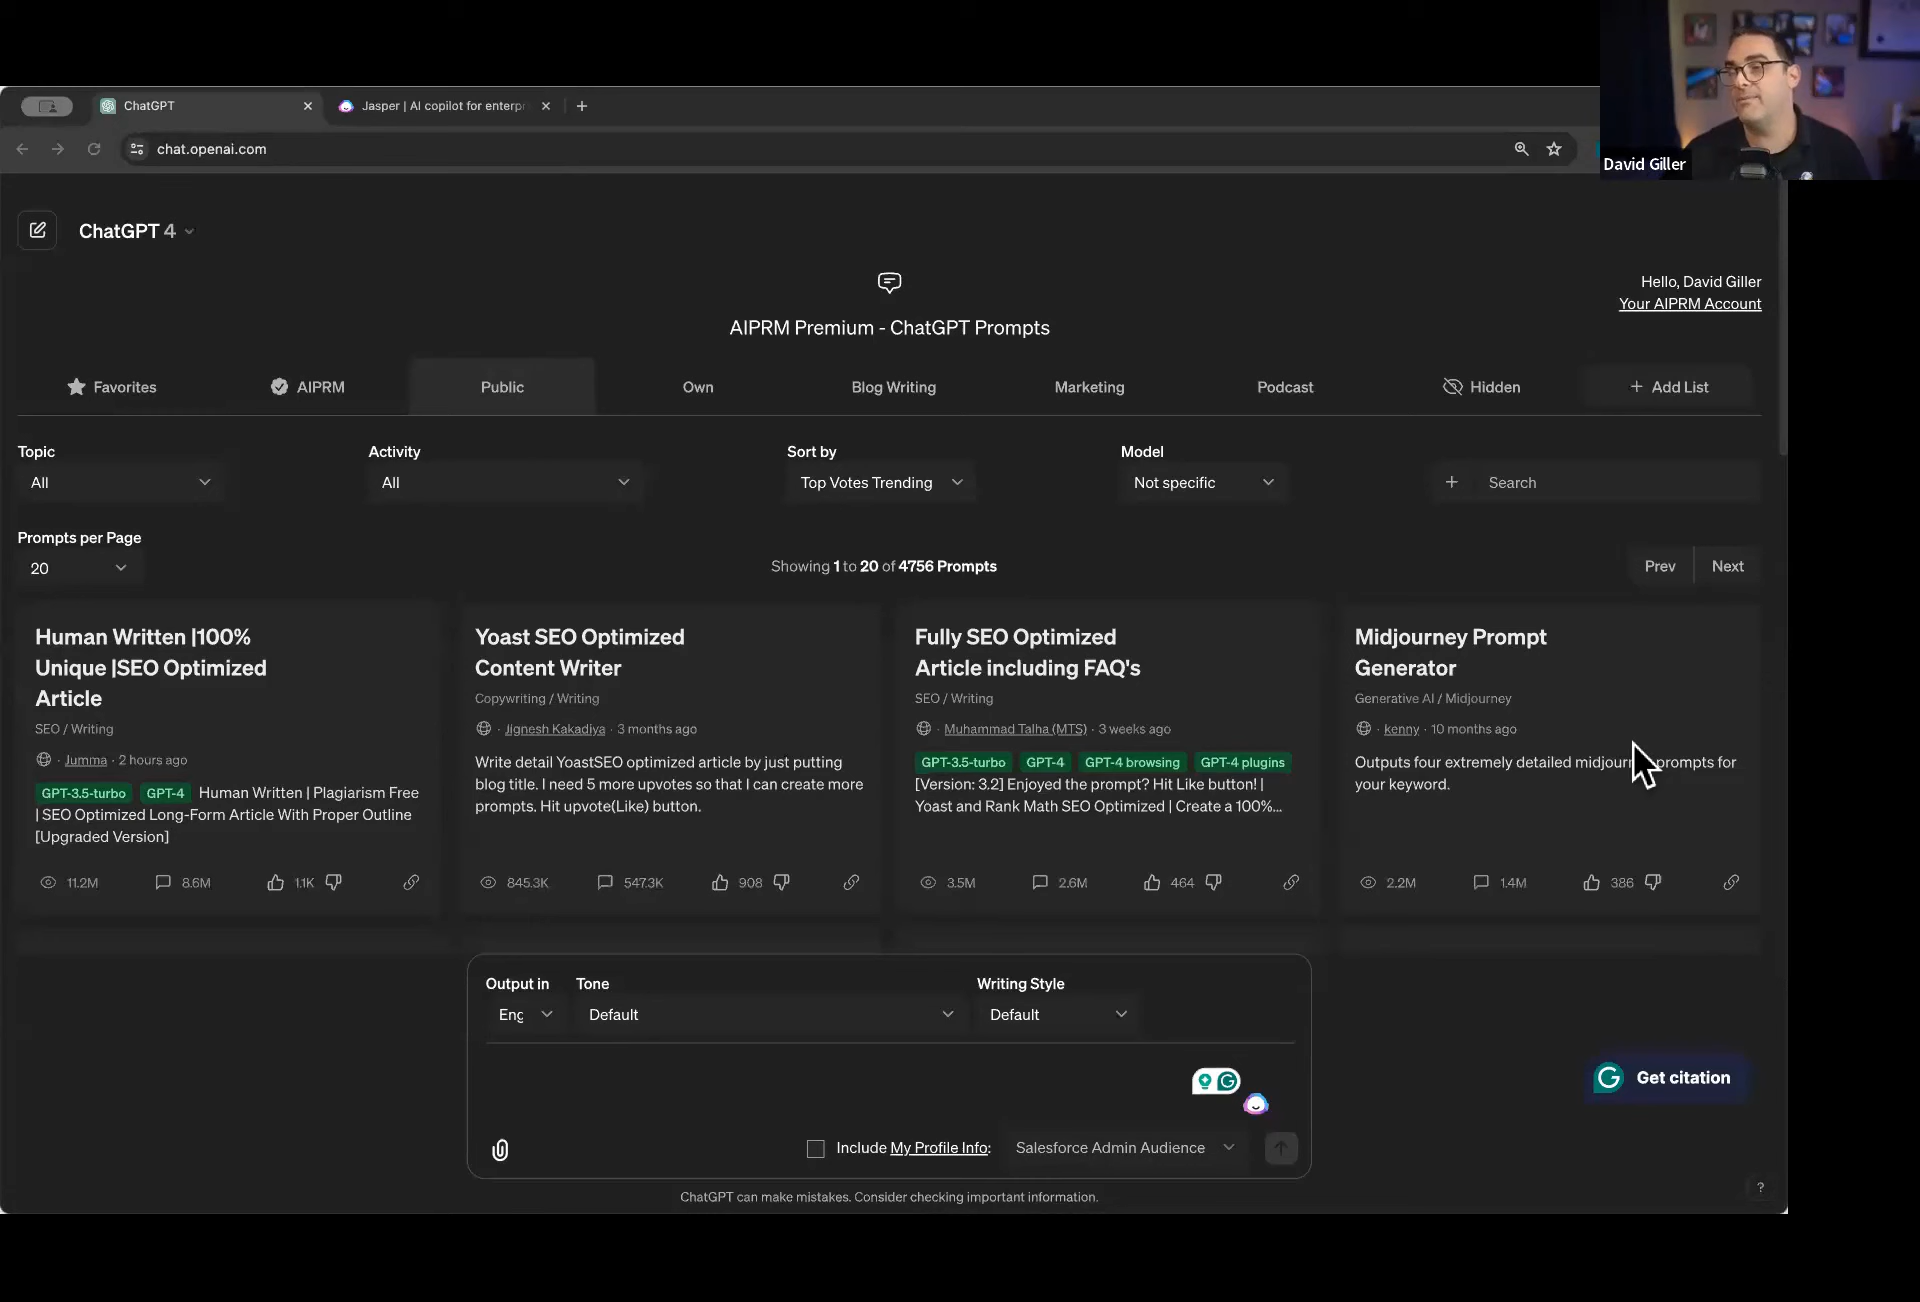 ChatGPT
Jasper | AI copilot for enterpr
chat.openai.com
David Giller
ChatGPT 4
Hello, David Giller
Your AIPRM Account
AIPRM Premium - ChatGPT Prompts
Favorites
AIPRM
Public
Own
Blog Writing
Marketing
Podcast
Hidden
+ Add List
Topic
Activity
Sort by
Model
All
All
Top Votes Trending
Not specific
+ Search
Prompts per Page
20
Showing 1 to 20 of 4756 Prompts
Prev
Next
Human Written |100%
Unique |SEO Optimized
Article
SEO / Writing
· Jumma · 2 hours ago
GPT-3.5-turbo GPT-4 Human Written | Plagiarism Free
| SEO Optimized Long-Form Article With Proper Outline
[Upgraded Version]
11.2M 8.6M 1.1K
Yoast SEO Optimized
Content Writer
Copywriting / Writing
· Jignesh Kakadiya · 3 months ago
Write detail YoastSEO optimized article by just putting
blog title. I need 5 more upvotes so that I can create more
prompts. Hit upvote(Like) button.
845.3K 547.3K 908
Fully SEO Optimized
Article including FAQ's
SEO / Writing
· Muhammad Talha (MTS) · 3 weeks ago
GPT-3.5-turbo GPT-4 GPT-4 browsing GPT-4 plugins
[Version: 3.2] Enjoyed the prompt? Hit Like button! |
Yoast and Rank Math SEO Optimized | Create a 100%...
3.5M 2.6M 464
Midjourney Prompt
Generator
Generative AI / Midjourney
· kenny · 10 months ago
Outputs four extremely detailed midjourn prompts for
your keyword.
2.2M 1.4M 386
Output in
Tone
Writing Style
Eng
Default
Default
Get citation
Include My Profile Info:
Salesforce Admin Audience
ChatGPT can make mistakes. Consider checking important information.
?